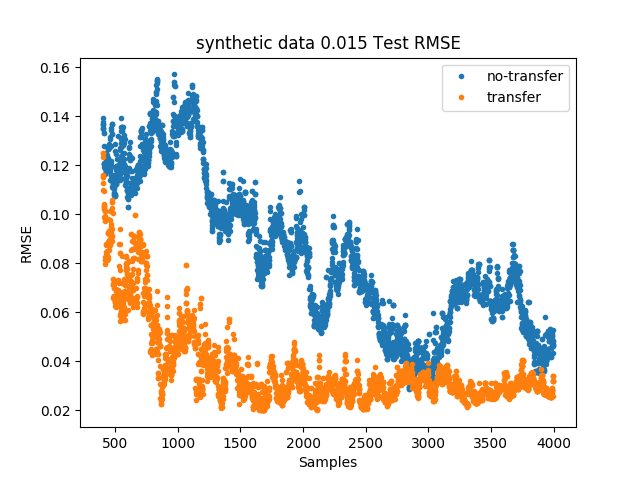 synthetic data 0.015 Test RMSE
no-transfer
transfer
RMSE
0.16
0.14
0.12
0.10
0.08
0.06
0.04
0.02
500 1000 1500 2000 2500 3000 3500 4000
Samples